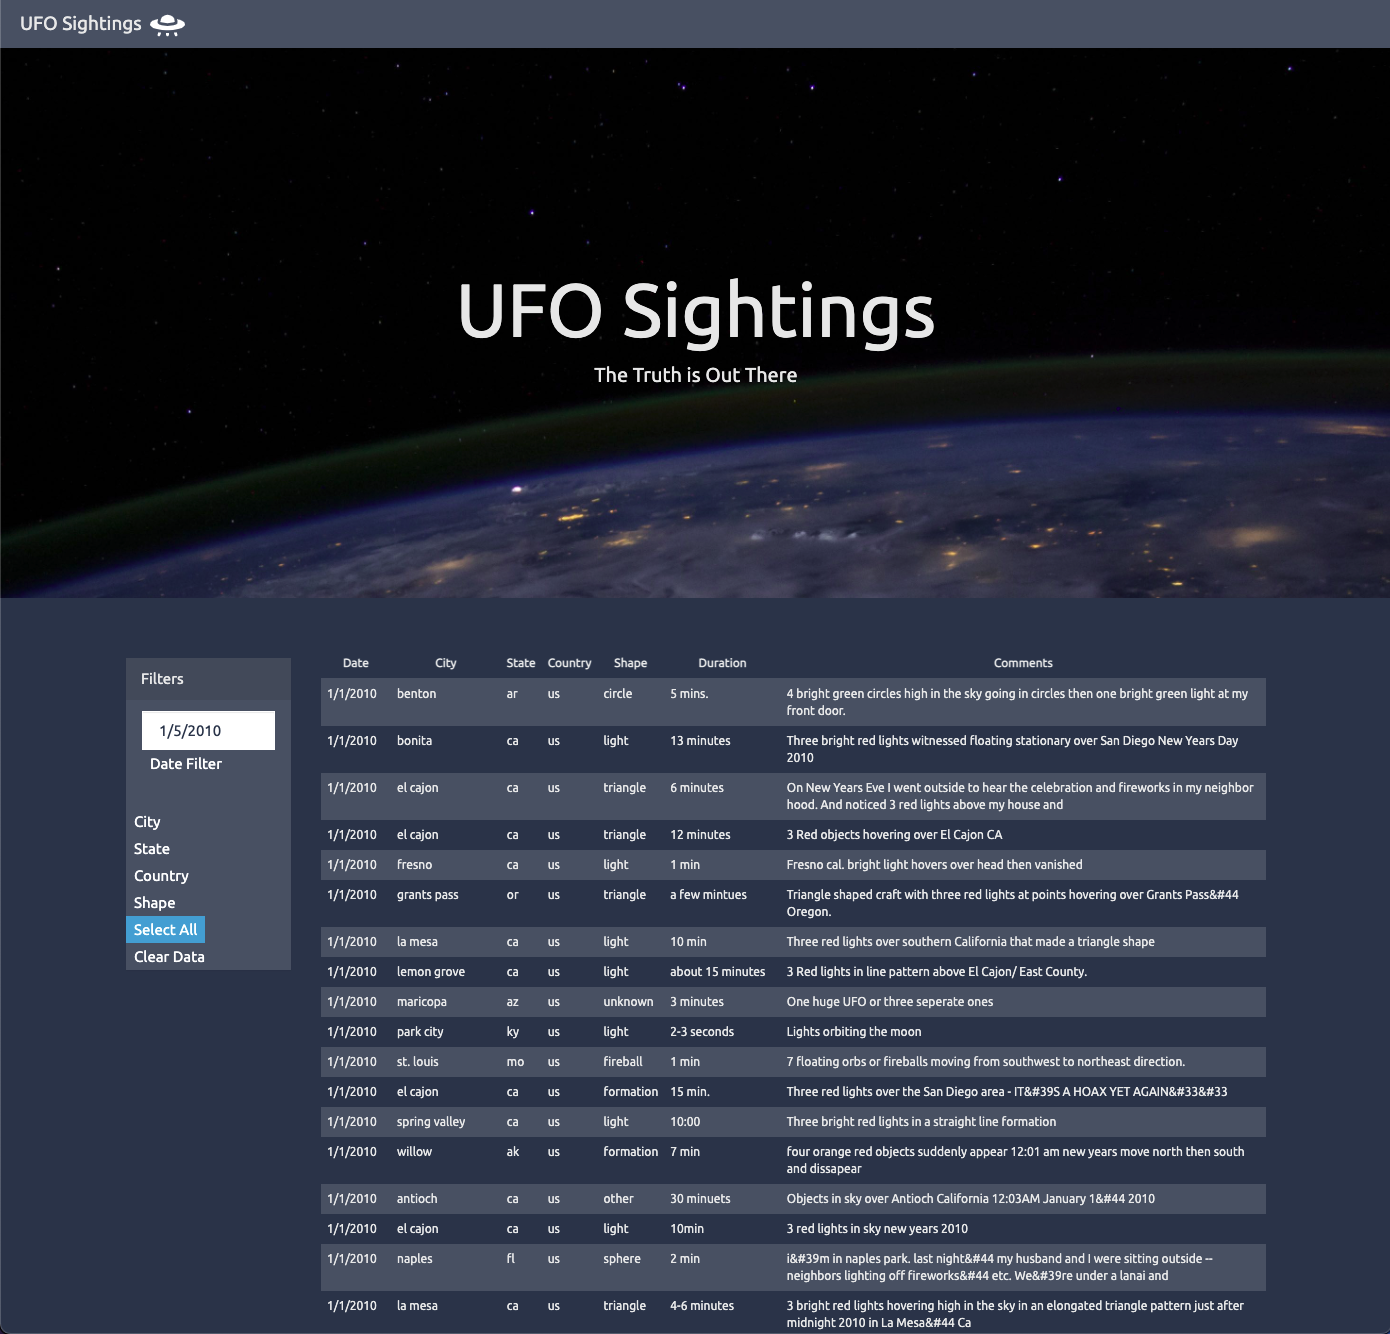 UFO Sightings
UFO Sightings
The Truth is Out There
Filters
1/5/2010
Date Filter
City
State
Country
Shape
Select All
Clear Data
Date City State Country Shape Duration Comments
1/1/2010 benton ar us circle 5 mins. 4 bright green circles high in the sky going in circles then one bright green light at my
front door.
1/1/2010 bonita ca us light 13 minutes Three bright red lights witnessed floating stationary over San Diego New Years Day
2010
1/1/2010 el cajon ca us triangle 6 minutes On New Years Eve I went outside to hear the celebration and fireworks in my neighbor
hood. And noticed 3 red lights above my house and
1/1/2010 el cajon ca us triangle 12 minutes 3 Red objects hovering over El Cajon CA
1/1/2010 fresno ca us light 1 min Fresno cal. bright light hovers over head then vanished
1/1/2010 grants pass or us triangle a few mintues Triangle shaped craft with three red lights at points hovering over Grants Pass&#44
Oregon.
1/1/2010 la mesa ca us light 10 min Three red lights over southern California that made a triangle shape
1/1/2010 lemon grove ca us light about 15 minutes 3 Red lights in line pattern above El Cajon/ East County.
1/1/2010 maricopa az us unknown 3 minutes One huge UFO or three seperate ones
1/1/2010 park city ky us light 2-3 seconds Lights orbiting the moon
1/1/2010 st. louis mo us fireball 1 min 7 floating orbs or fireballs moving from southwest to northeast direction.
1/1/2010 el cajon ca us formation 15 min. Three red lights over the San Diego area - IT&#39S A HOAX YET AGAIN&#33&#33
1/1/2010 spring valley ca us light 10:00 Three bright red lights in a straight line formation
1/1/2010 willow ak us formation 7 min four orange red objects suddenly appear 12:01 am new years move north then south
and dissapear
1/1/2010 antioch ca us other 30 minuets Objects in sky over Antioch California 12:03AM January 1&#44 2010
1/1/2010 el cajon ca us light 10min 3 red lights in sky new years 2010
1/1/2010 naples fl us sphere 2 min i&#39m in naples park. last night&#44 my husband and I were sitting outside --
neighbors lighting off fireworks&#44 etc. We&#39re under a lanai and
1/1/2010 la mesa ca us triangle 4-6 minutes 3 bright red lights hovering high in the sky in an elongated triangle pattern just after
midnight 2010 in La Mesa&#44 Ca